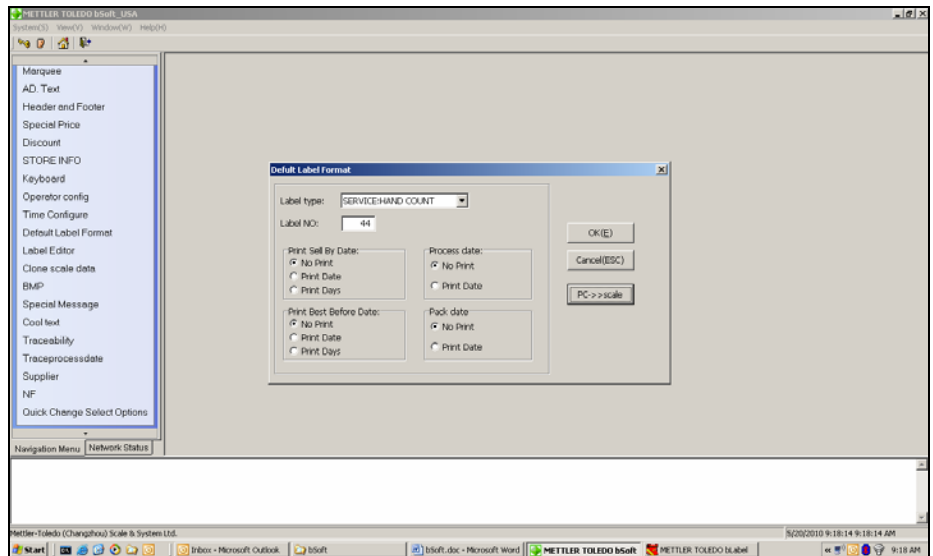 METTLER TOLEDO bSoft_USA
System(S) View(V) Window(W) Help(H)
Marquee
AD. Text
Header and Footer
Special Price
Discount
STORE INFO
Keyboard
Operator config
Time Configure
Default Label Format
Label Editor
Clone scale data
BMP
Special Message
Cool text
Traceability
Traceprocessdate
Supplier
NF
Quick Change Select Options
Navigation Menu Network Status
Defult Label Format
Label type: SERVICE:HAND COUNT
Label NO: 44
Print Sell By Date:
No Print
Print Date
Print Days
Process date:
No Print
Print Date
Print Best Before Date:
No Print
Print Date
Print Days
Pack date
No Print
Print Date
OK(E)
Cancel(ESC)
PC->>scale
Mettler-Toledo (Changzhou) Scale & System Ltd.
5/20/2010 9:18:14 9:18:14 AM
Start
Inbox - Microsoft Outlook
bSoft
bSoft.doc - Microsoft Word
METTLER TOLEDO bSoft
METTLER TOLEDO bLabel
9:18 AM